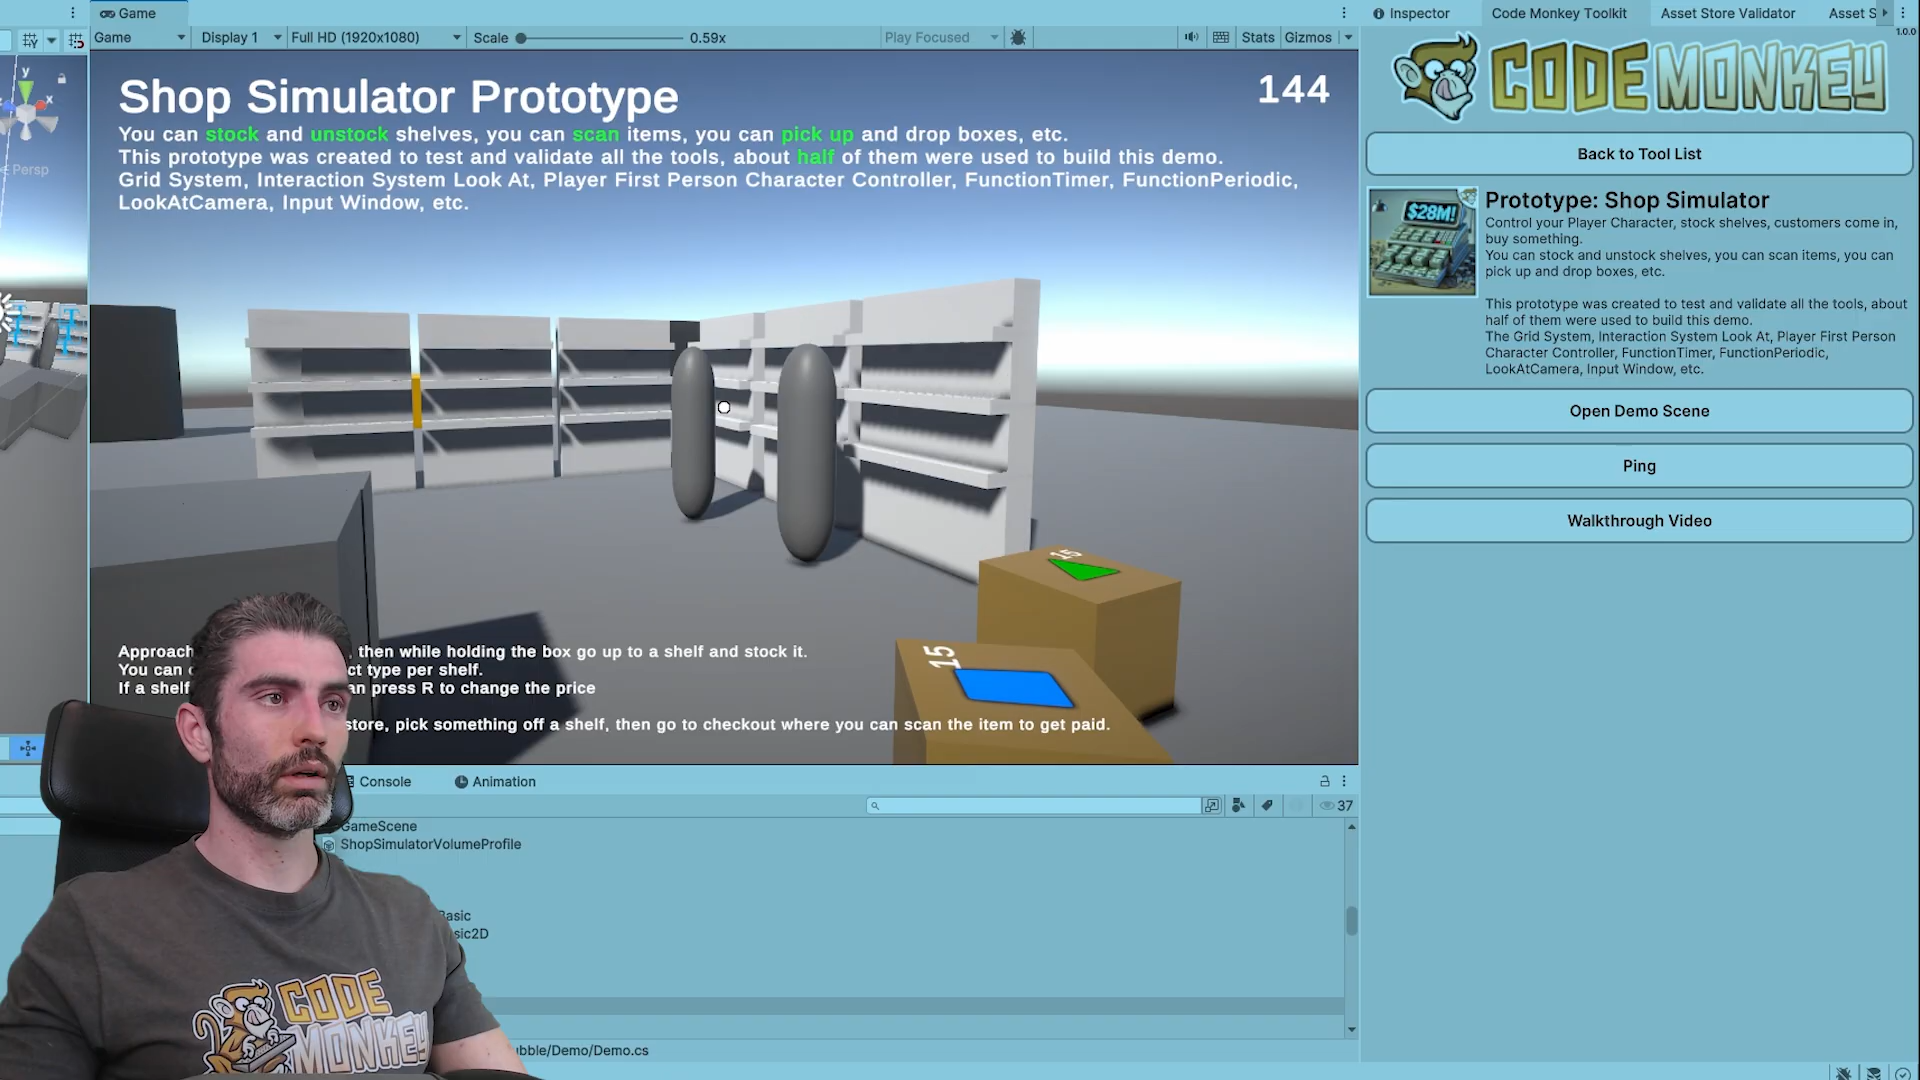 Game
Inspector
Code Monkey Toolkit
Asset Store Validator
Asset S
1.0.0
Game
Display 1
Full HD (1920x1080)
Scale
0.59x
Play Focused
Stats
Gizmos
y
x
Persp
Shop Simulator Prototype
144
You can stock and unstock shelves, you can scan items, you can pick up and drop boxes, etc.
This prototype was created to test and validate all the tools, about half of them were used to build this demo.
Grid System, Interaction System Look At, Player First Person Character Controller, FunctionTimer, FunctionPeriodic,
LookAtCamera, Input Window, etc.
CODE MONKEY
Back to Tool List
$28M!
Prototype: Shop Simulator
Control your Player Character, stock shelves, customers come in,
buy something.
You can stock and unstock shelves, you can scan items, you can
pick up and drop boxes, etc.
This prototype was created to test and validate all the tools, about
half of them were used to build this demo.
The Grid System, Interaction System Look At, Player First Person
Character Controller, FunctionTimer, FunctionPeriodic,
LookAtCamera, Input Window, etc.
Open Demo Scene
Ping
Walkthrough Video
15
15
Approach , then while holding the box go up to a shelf and stock it.
You can ct type per shelf.
If a shelf an press R to change the price
store, pick something off a shelf, then go to checkout where you can scan the item to get paid.
Console
Animation
37
GameScene
ShopSimulatorVolumeProfile
Basic
sic2D
ubble/Demo/Demo.cs
CODE
MONKEY